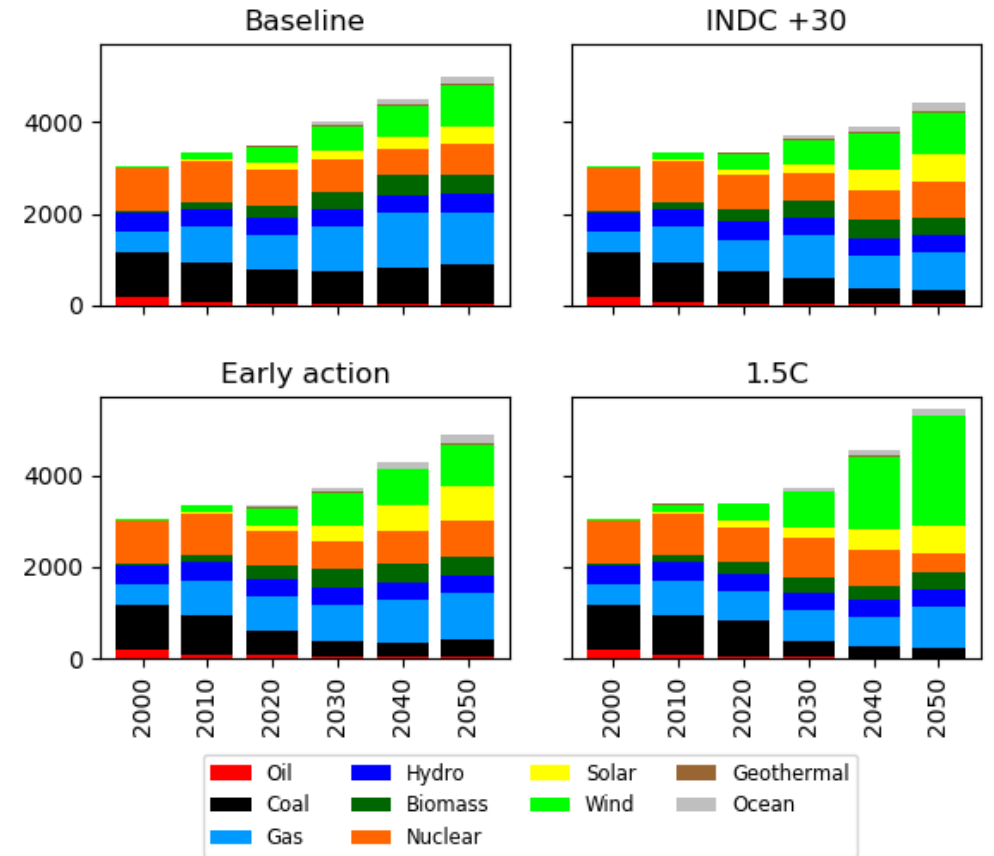 Baseline
INDC +30
4000
2000
0
Early action
1.5C
4000
2000
0
2000 2010 2020 2030 2040 2050
2000 2010 2020 2030 2040 2050
Oil Hydro Solar Geothermal
Coal Biomass Wind Ocean
Gas Nuclear